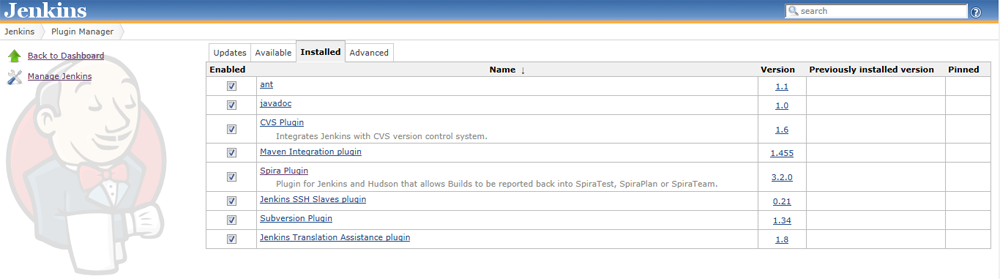 Jenkins
search
Jenkins Plugin Manager
Back to Dashboard
Manage Jenkins
Updates Available Installed Advanced
Enabled Name ↓ Version Previously installed version Pinned
ant 1.1
javadoc 1.0
CVS Plugin 1.6
Integrates Jenkins with CVS version control system.
Maven Integration plugin 1.455
Spira Plugin 3.2.0
Plugin for Jenkins and Hudson that allows Builds to be reported back into SpiraTest, SpiraPlan or SpiraTeam.
Jenkins SSH Slaves plugin 0.21
Subversion Plugin 1.34
Jenkins Translation Assistance plugin 1.8